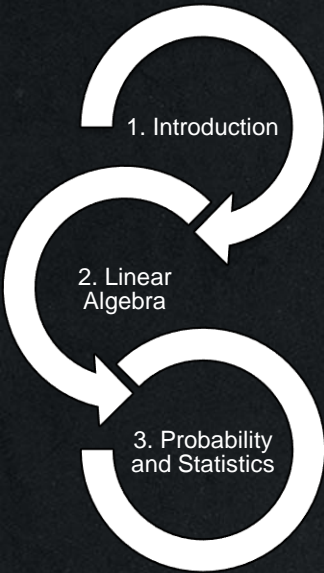 1. Introduction
2. Linear
Algebra
3. Probability
and Statistics